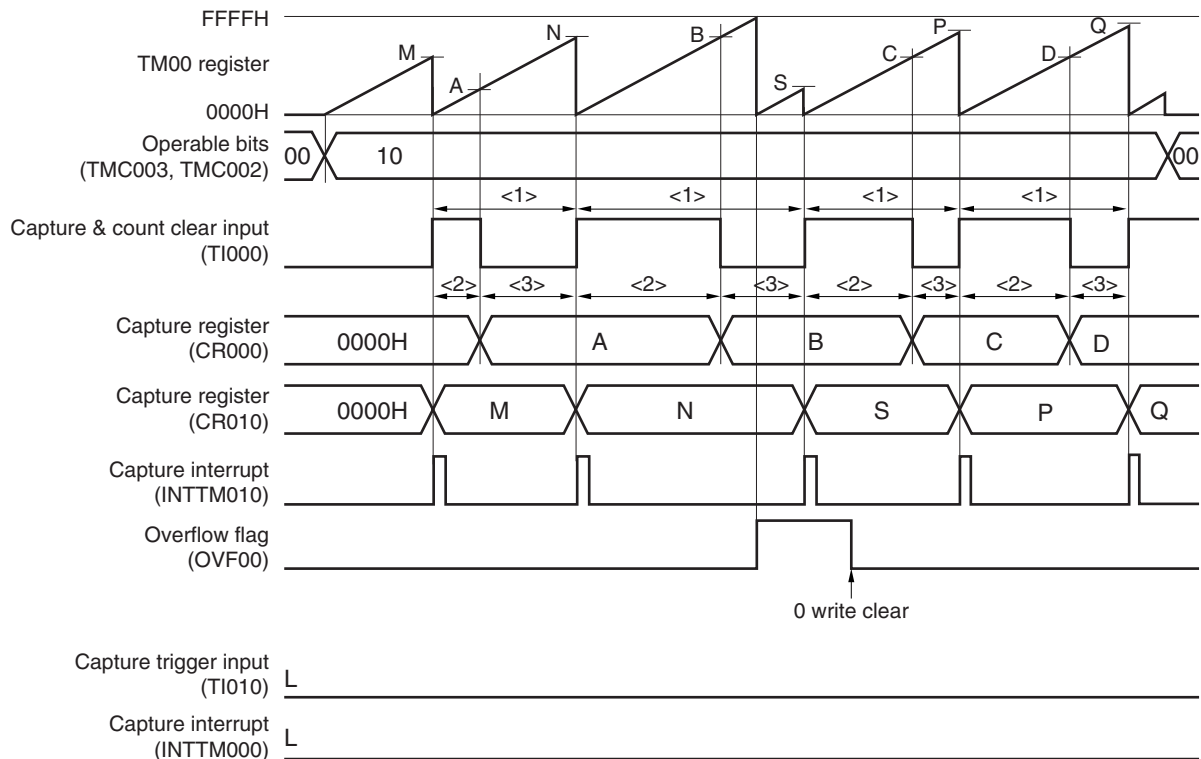 FFFFH
TM00 register
0000H
M A N B S C P D Q
Operable bits
(TMC003, TMC002)
00 10 00
<1> <1> <1> <1>
Capture & count clear input
(TI000)
<2> <3> <2> <3> <2> <3> <2> <3>
Capture register
(CR000)
0000H A B C D
Capture register
(CR010)
0000H M N S P Q
Capture interrupt
(INTTM010)
Overflow flag
(OVF00)
0 write clear
Capture trigger input
(TI010)
L
Capture interrupt
(INTTM000)
L